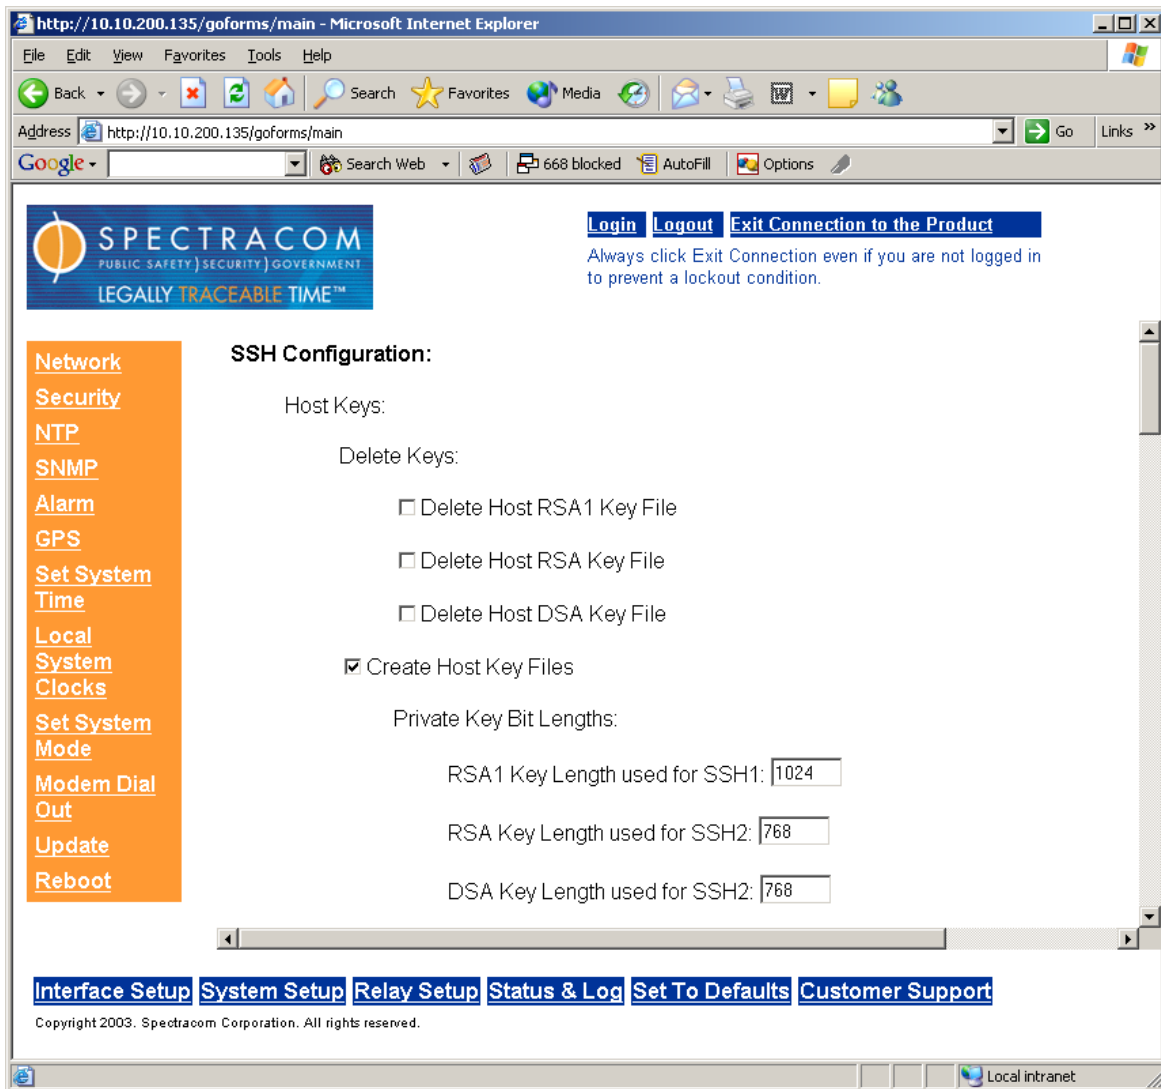 http://10.10.200.135/goforms/main - Microsoft Internet Explorer
File Edit View Favorites Tools Help
Back Search Favorites Media
Address http://10.10.200.135/goforms/main Go Links »
Google Search Web 668 blocked AutoFill Options
SPECTRACOM
PUBLIC SAFETY ) SECURITY ) GOVERNMENT
LEGALLY TRACEABLE TIME™
Login Logout Exit Connection to the Product
Always click Exit Connection even if you are not logged in
to prevent a lockout condition.
Network
Security
NTP
SNMP
Alarm
GPS
Set System
Time
Local
System
Clocks
Set System
Mode
Modem Dial
Out
Update
Reboot
SSH Configuration:
Host Keys:
Delete Keys:
Delete Host RSA1 Key File
Delete Host RSA Key File
Delete Host DSA Key File
Create Host Key Files
Private Key Bit Lengths:
RSA1 Key Length used for SSH1: 1024
RSA Key Length used for SSH2: 768
DSA Key Length used for SSH2: 768
Interface Setup System Setup Relay Setup Status & Log Set To Defaults Customer Support
Copyright 2003. Spectracom Corporation. All rights reserved.
Local intranet